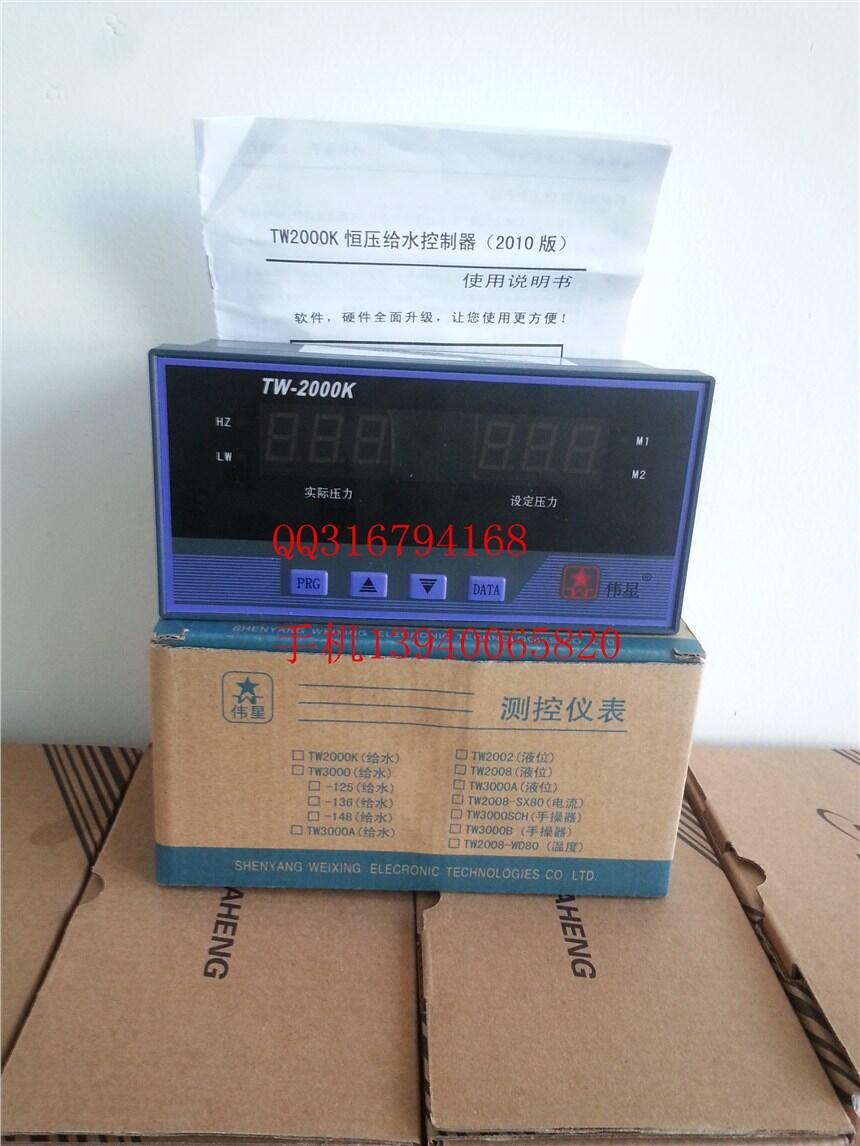 TW2000K 恒压给水控制器（2010 版）
使用说明书
软件，硬件全面升级，让您使用更方便！
TW-2000K
HZ
LW
M1
M2
实际压力
设定压力
QQ316794168
PRG
DATA
伟星®
SHENYANG WEIXING ELECRONIC
手机13940065820
伟星
测控仪表
TW2000K(给水)
TW3000(给水)
-125(给水)
-136(给水)
-148(给水)
TW3000A(给水)
TW2002(液位)
TW2008(液位)
TW3000A(液位)
TW2008-SX80(电流)
TW3000SCH(手操器)
TW3000B(手操器)
TW2008-WD80(温度)
SHENYANG WEIXING ELECRONIC TECHNOLOGIES CO. LTD.
AHENG
AHENG